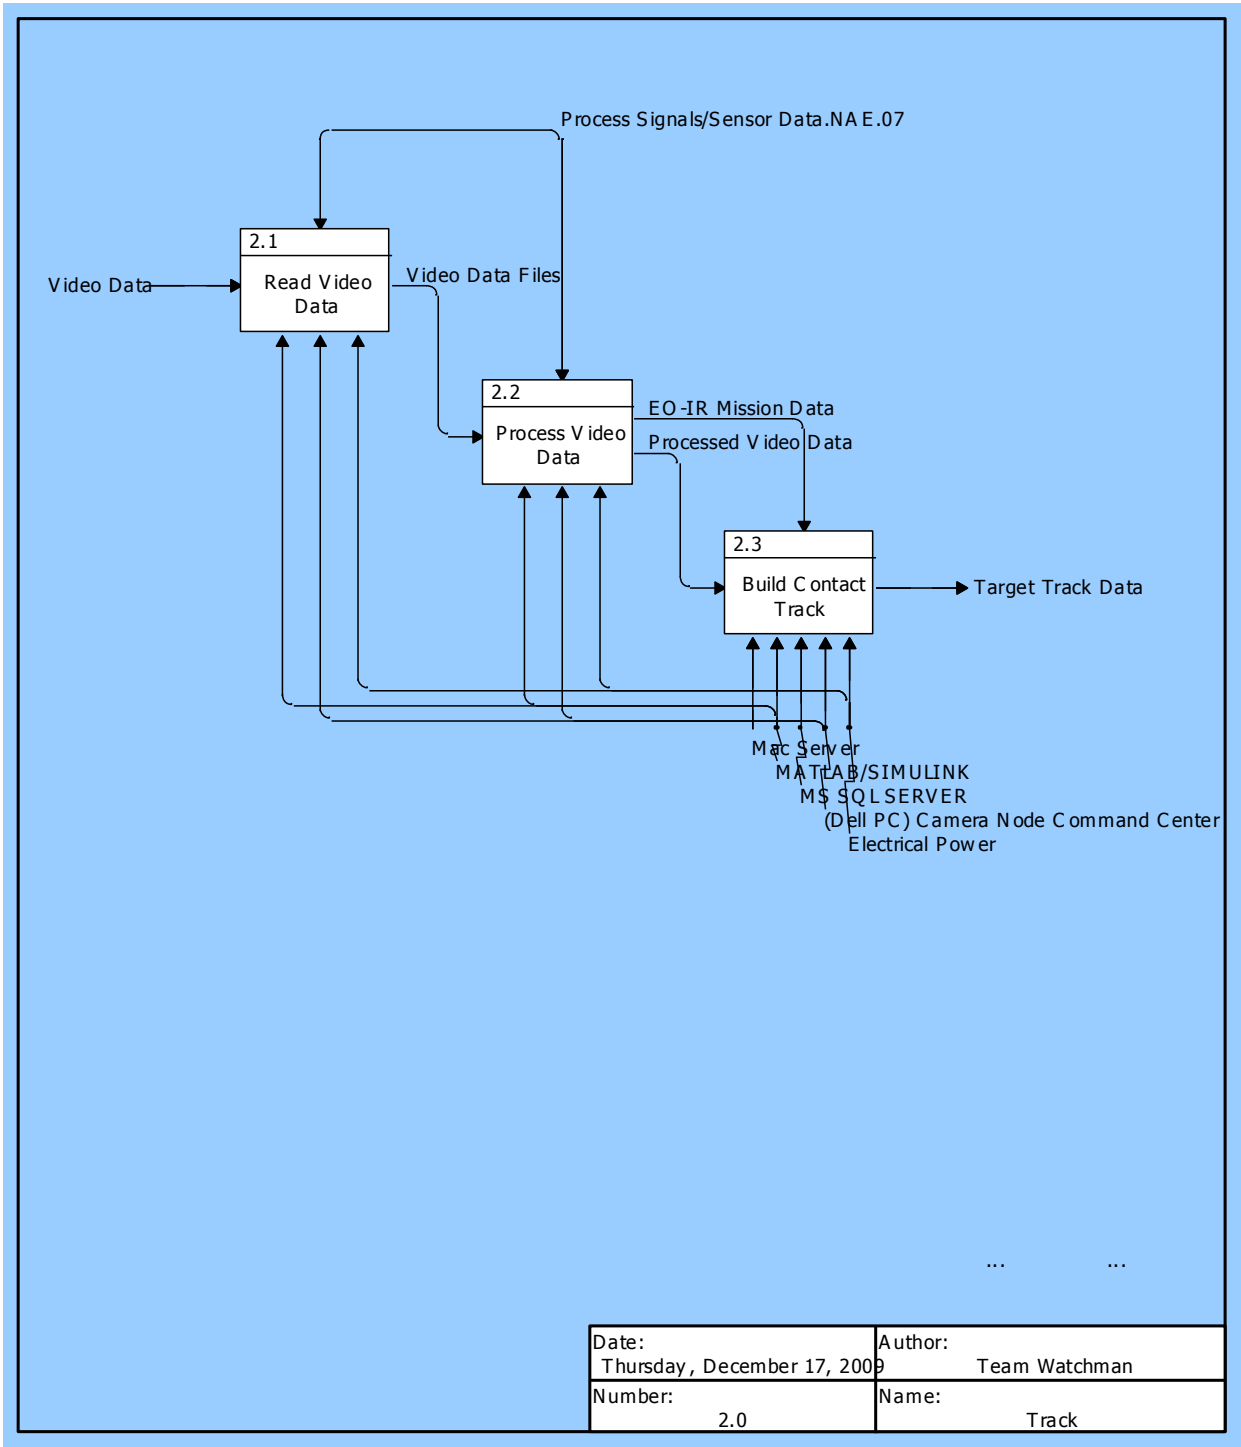 Process Signals/Sensor Data.NAE.07
2.1
Read Video
Data
Video Data
Video Data Files
2.2
Process Video
Data
EO-IR Mission Data
Processed Video Data
2.3
Build Contact
Track
Target Track Data
Mac Server
MATLAB/SIMULINK
MS SQL SERVER
(Dell PC) Camera Node Command Center
Electrical Power
... ...
Date:
Thursday, December 17, 2009
Author:
Team Watchman
Number:
2.0
Name:
Track